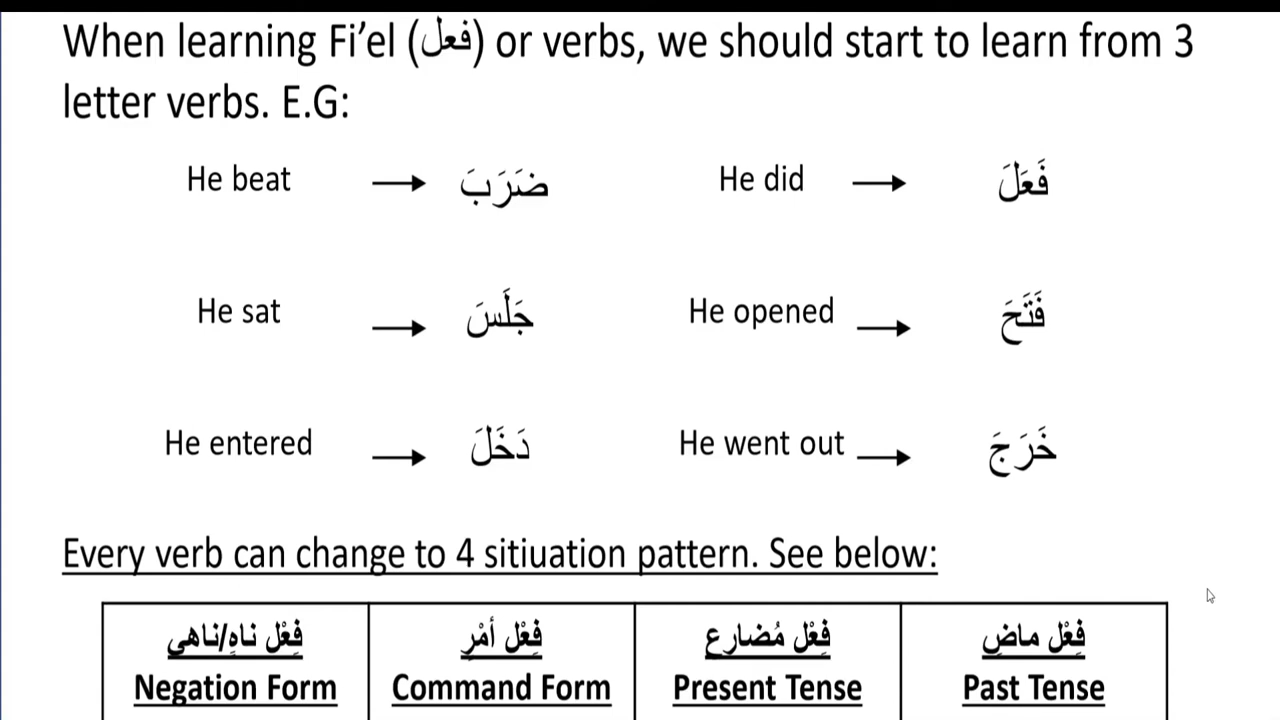 When learning Fi’el (فعل) or verbs, we should start to learn from 3
letter verbs. E.G:
He beat → ضَرَبَ He did → فَعَلَ
He sat → جَلَسَ He opened → فَتَحَ
He entered → دَخَلَ He went out → خَرَجَ
Every verb can change to 4 sitiuation pattern. See below:
فِعْل ناهِ/ناهي فِعْل أمْرِ فِعْل مُضارِع فِعْل ماضِ
Negation Form Command Form Present Tense Past Tense